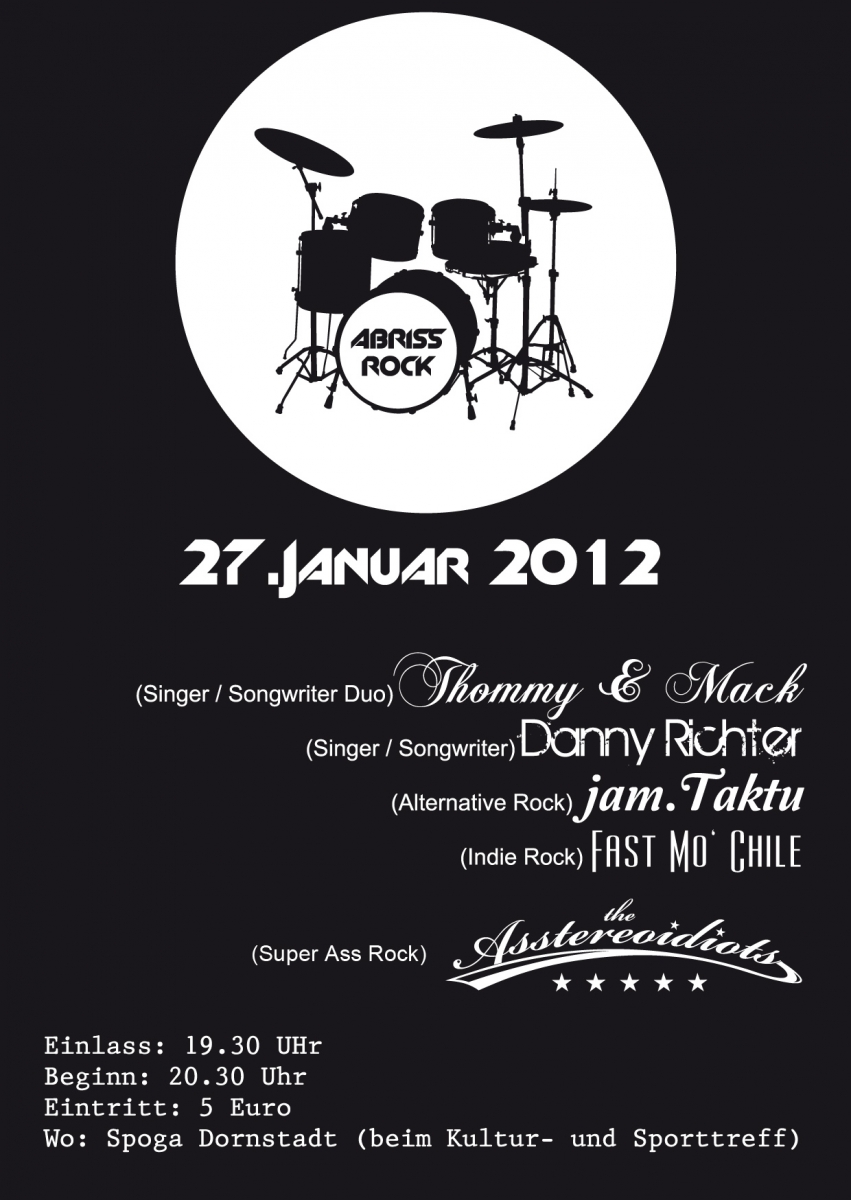 ABRISS
ROCK
27.JANUAR 2012
(Singer / Songwriter Duo) Thommy & Mack
(Singer / Songwriter) Danny Richter
(Alternative Rock) jam.Taktu
(Indie Rock) FAST MO' CHILE
the
(Super Ass Rock) Asstereoidiots
Einlass: 19.30 UHr
Beginn: 20.30 Uhr
Eintritt: 5 Euro
Wo: Spoga Dornstadt (beim Kultur- und Sporttreff)